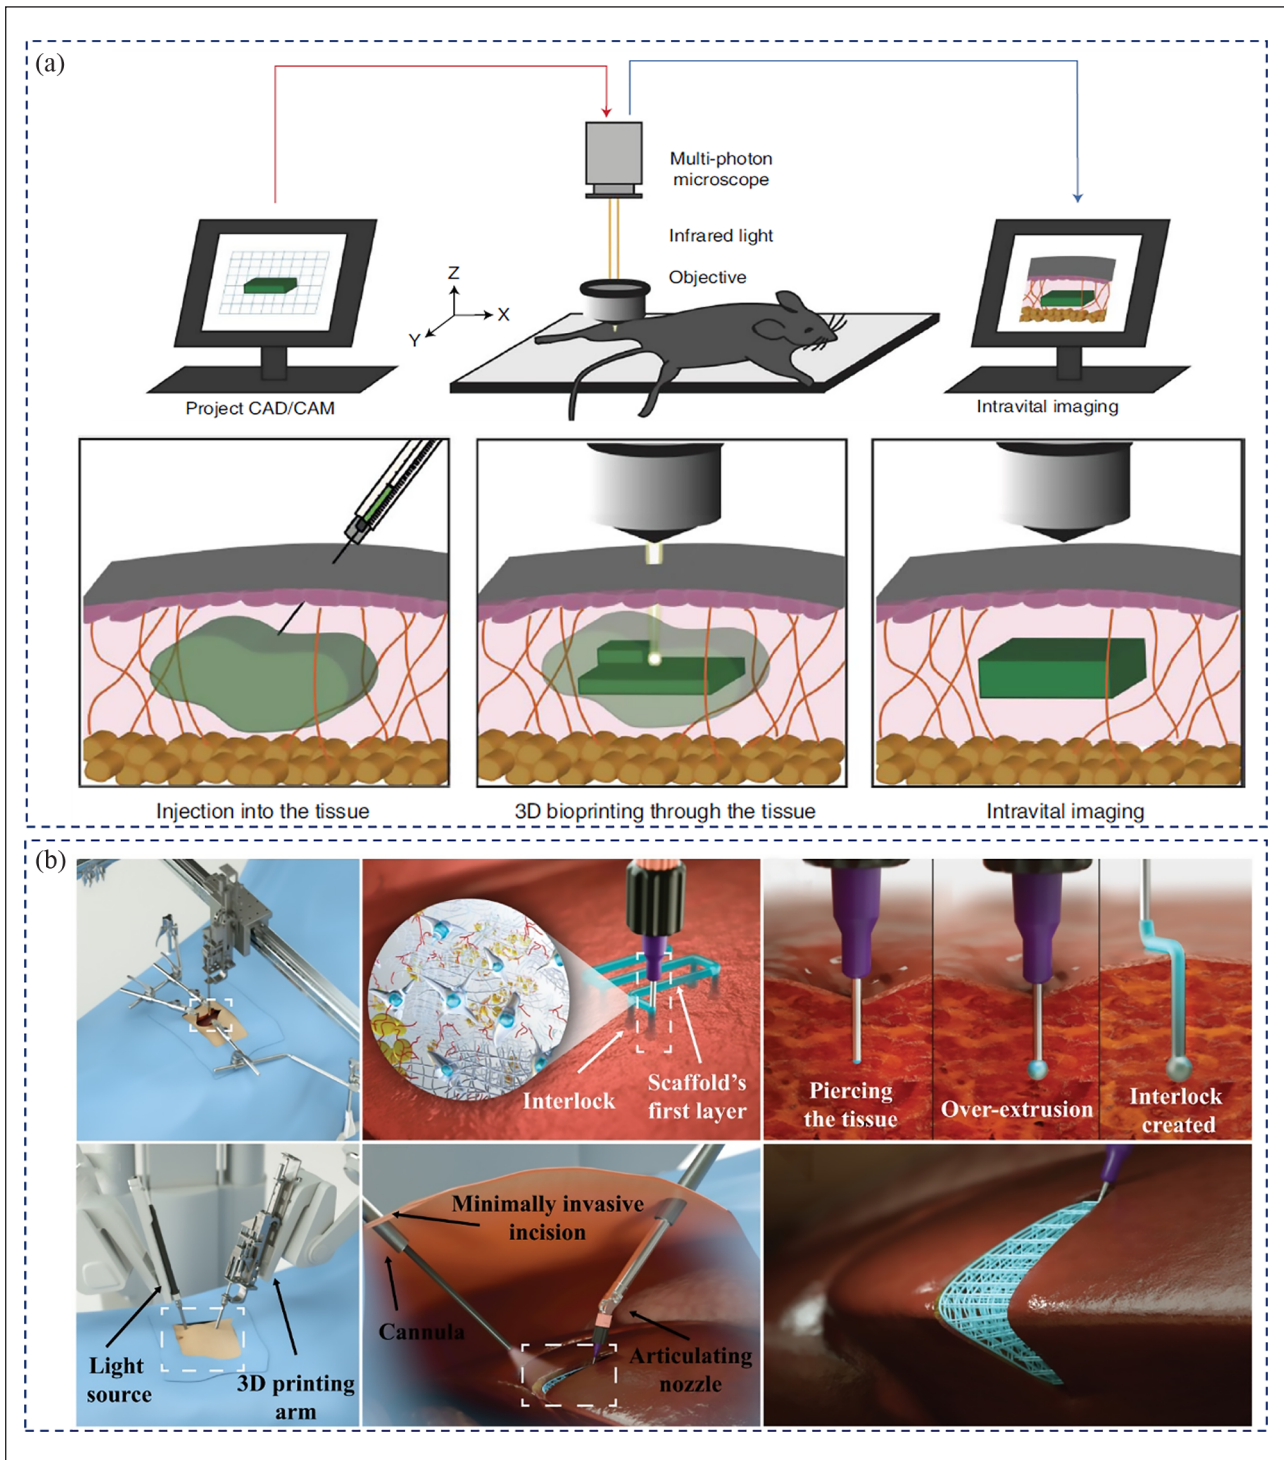 (a)
Multi-photon
microscope
Infrared light
Objective
Z
X
Y
Project CAD/CAM
Intravital imaging
Injection into the tissue
3D bioprinting through the tissue
Intravital imaging
(b)
Interlock
Scaffold's
first layer
Piercing
the tissue
Over-extrusion
Interlock
created
Light
source
3D printing
arm
Minimally invasive
incision
Cannula
Articulating
nozzle